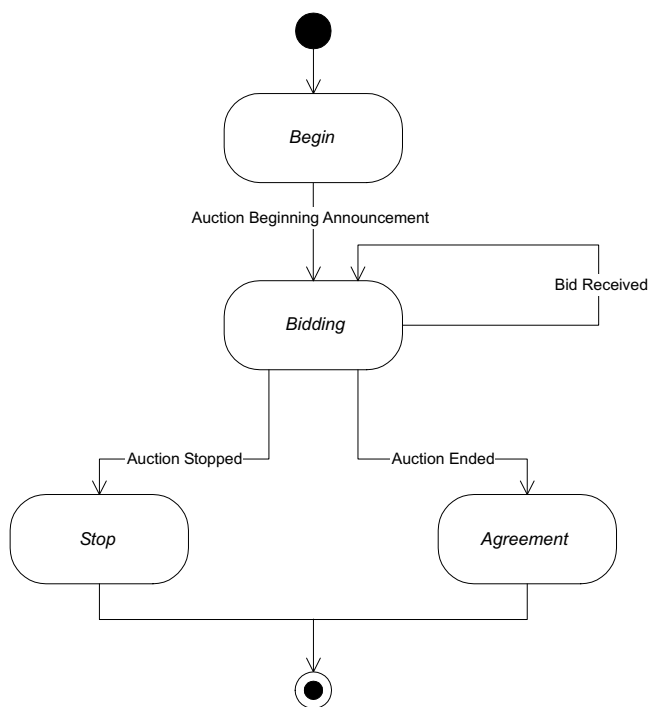 Begin
Auction Beginning Announcement
Bid Received
Bidding
Auction Stopped
Auction Ended
Stop
Agreement